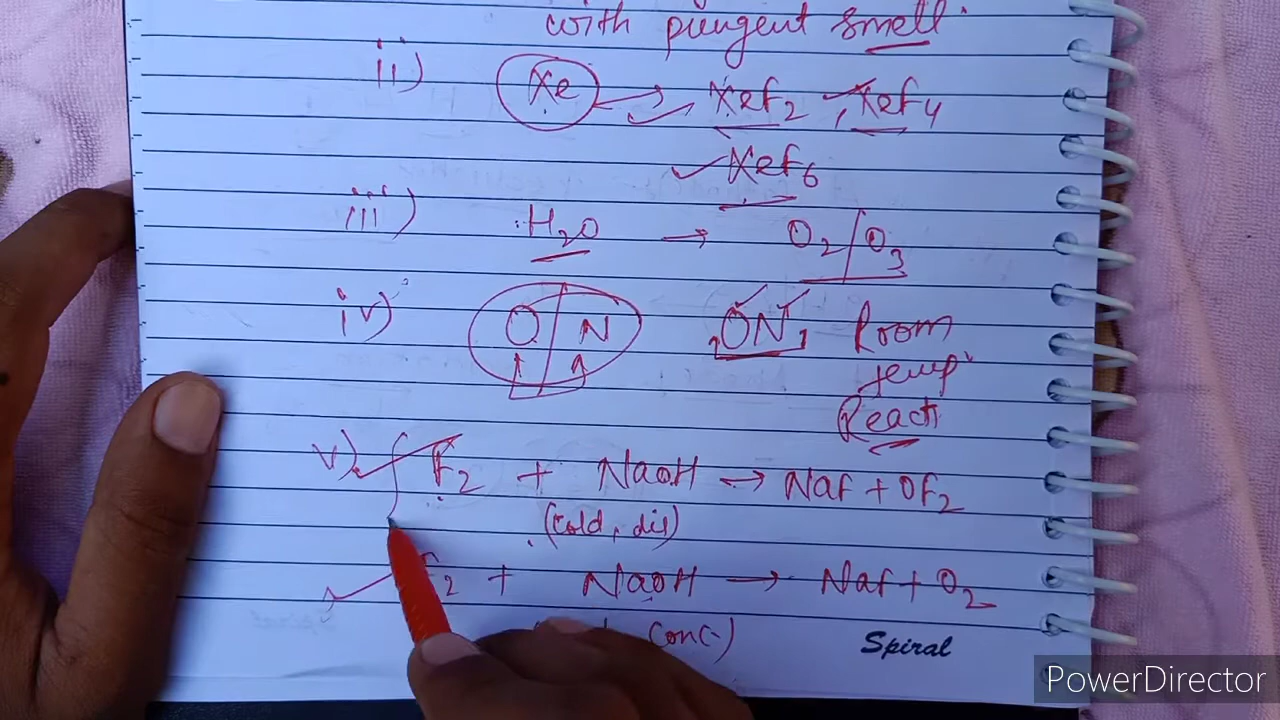 with pungent smell.
ii) Xe → XeF2, XeF4
XeF6
iii) H2O → O2/O3
iv) O N ON Room
temp
React
v) F2 + NaOH → NaF + OF2
(cold, dil)
F2 + NaOH → NaF + O2
conc.)
Spiral
PowerDirector